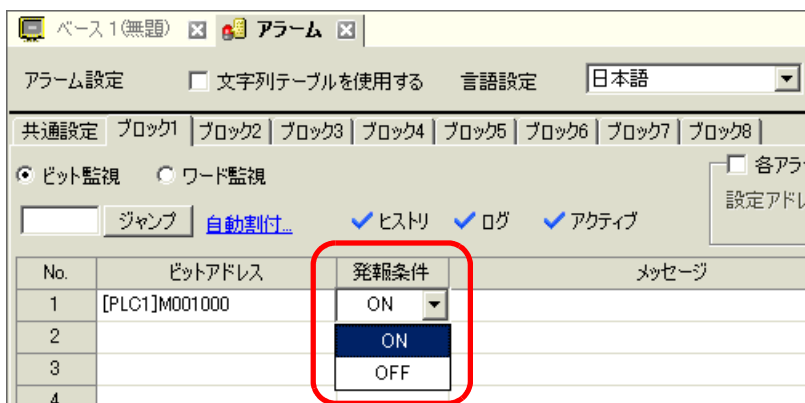 ベース1(無題) アラーム
アラーム設定 文字列テーブルを使用する 言語設定 日本語
共通設定 ブロック1 ブロック2 ブロック3 ブロック4 ブロック5 ブロック6 ブロック7 ブロック8
ビット監視 ワード監視 各アラ
ジャンプ 自動割付... ヒストリ ログ アクティブ 設定アドレ
No. ビットアドレス 発報条件 メッセージ
1 [PLC1]M001000 ON
2 ON
3 OFF
4